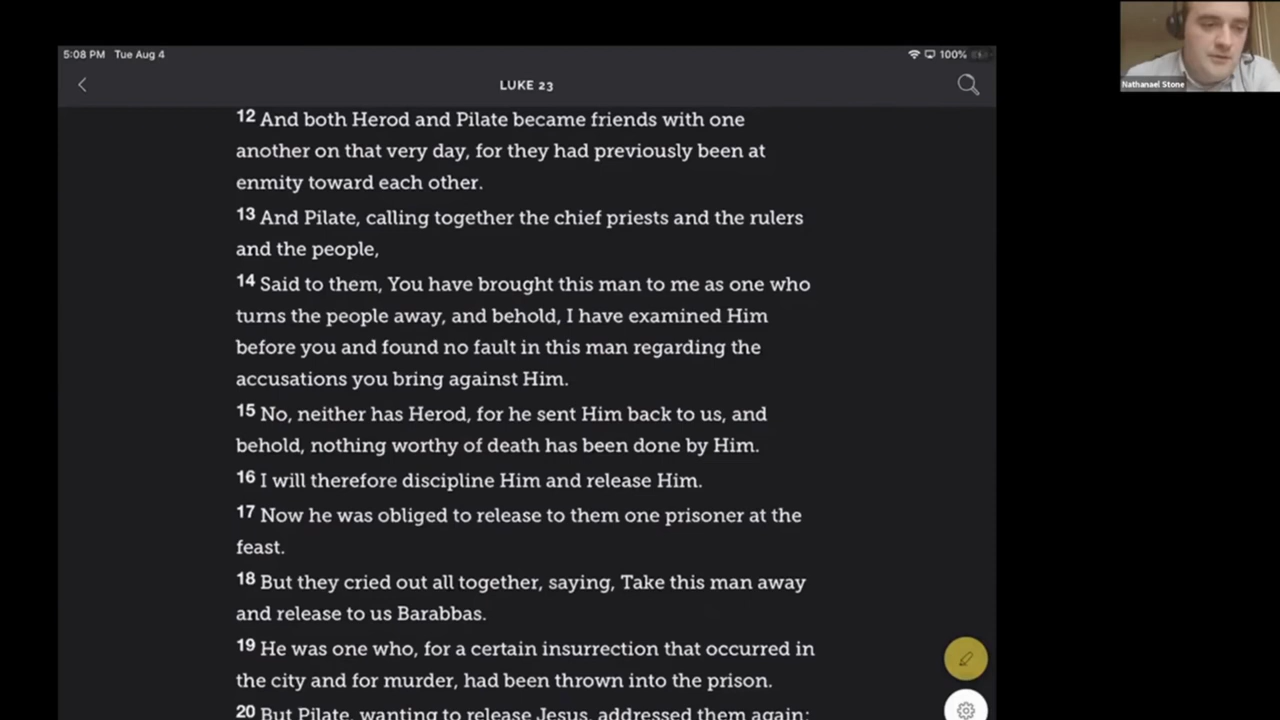 5:08 PM Tue Aug 4
100%
LUKE 23
Nathanael Stone
12 And both Herod and Pilate became friends with one
another on that very day, for they had previously been at
enmity toward each other.
13 And Pilate, calling together the chief priests and the rulers
and the people,
14 Said to them, You have brought this man to me as one who
turns the people away, and behold, I have examined Him
before you and found no fault in this man regarding the
accusations you bring against Him.
15 No, neither has Herod, for he sent Him back to us, and
behold, nothing worthy of death has been done by Him.
16 I will therefore discipline Him and release Him.
17 Now he was obliged to release to them one prisoner at the
feast.
18 But they cried out all together, saying, Take this man away
and release to us Barabbas.
19 He was one who, for a certain insurrection that occurred in
the city and for murder, had been thrown into the prison.
20 But Pilate, wanting to release Jesus, addressed them again;